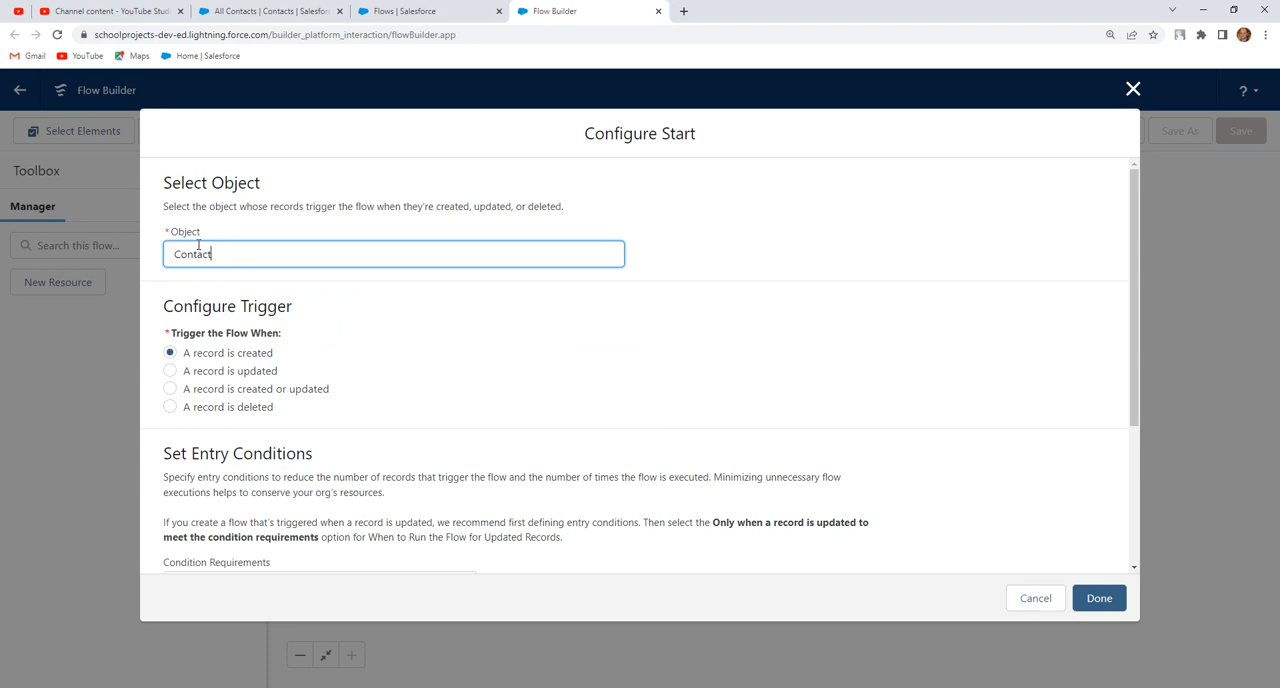 Channel content - YouTube Stud
All Contacts | Contacts | Salesfor
Flows | Salesforce
Flow Builder
schoolprojects-dev-ed.lightning.force.com/builder_platform_interaction/flowBuilder.app
Gmail
YouTube
Maps
Home | Salesforce
Flow Builder
?
Select Elements
Configure Start
Save As
Save
Toolbox
Manager
Search this flow...
New Resource
Select Object
Select the object whose records trigger the flow when they're created, updated, or deleted.
* Object
Contact
Configure Trigger
* Trigger the Flow When:
A record is created
A record is updated
A record is created or updated
A record is deleted
Set Entry Conditions
Specify entry conditions to reduce the number of records that trigger the flow and the number of times the flow is executed. Minimizing unnecessary flow
executions helps to conserve your org's resources.
If you create a flow that's triggered when a record is updated, we recommend first defining entry conditions. Then select the Only when a record is updated to
meet the condition requirements option for When to Run the Flow for Updated Records.
Condition Requirements
Cancel
Done